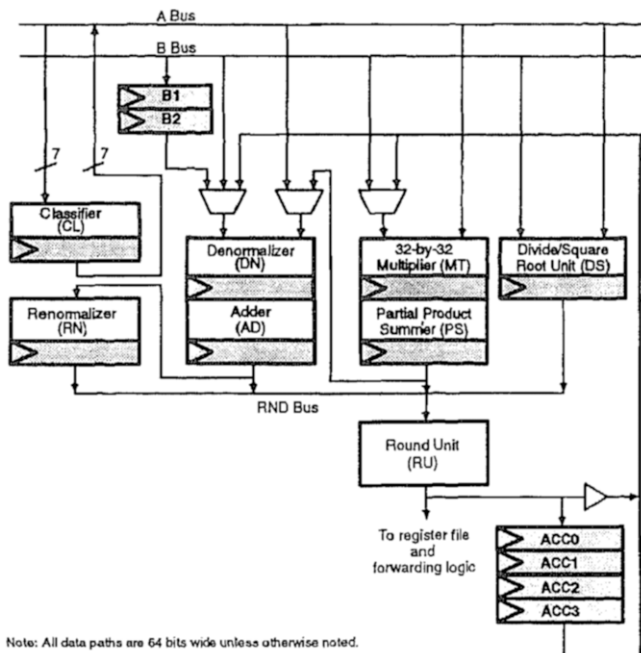 A Bus
B Bus
B1
B2
7
7
Classifier
(CL)
Denormalizer
(DN)
32-by-32
Multiplier (MT)
Divide/Square
Root Unit (DS)
Renormalizer
(RN)
Adder
(AD)
Partial Product
Summer (PS)
RND Bus
Round Unit
(RU)
To register file
and
forwarding logic
ACC0
ACC1
ACC2
ACC3
Note: All data paths are 64 bits wide unless otherwise noted.